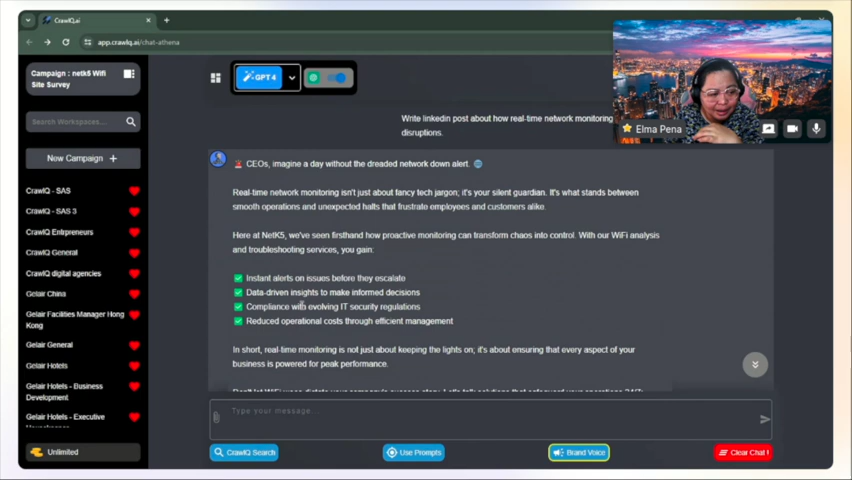 CrawlQ.ai
app.crawlq.ai/chat-athena
Campaign : netk5 Wifi
Site Survey
Search Workspaces...
New Campaign +
CrawlQ - SAS
CrawlQ - SAS 3
CrawlQ Entrpreneurs
CrawlQ General
CrawlQ digital agencies
Gelair China
Gelair Facilities Manager Hong
Kong
Gelair General
Gelair Hotels
Gelair Hotels - Business
Development
Gelair Hotels - Executive
Unlimited
GPT4
Elma Pena
Write linkedin post about how real-time network monitoring
disruptions.
CEOs, imagine a day without the dreaded network down alert.
Real-time network monitoring isn't just about fancy tech jargon; it's your silent guardian. It's what stands between
smooth operations and unexpected halts that frustrate employees and customers alike.
Here at NetK5, we've seen firsthand how proactive monitoring can transform chaos into control. With our WiFi analysis
and troubleshooting services, you gain:
Instant alerts on issues before they escalate
Data-driven insights to make informed decisions
Compliance with evolving IT security regulations
Reduced operational costs through efficient management
In short, real-time monitoring is not just about keeping the lights on; it's about ensuring that every aspect of your
business is powered for peak performance.
Type your message...
CrawlQ Search
Use Prompts
Brand Voice
Clear Chat !